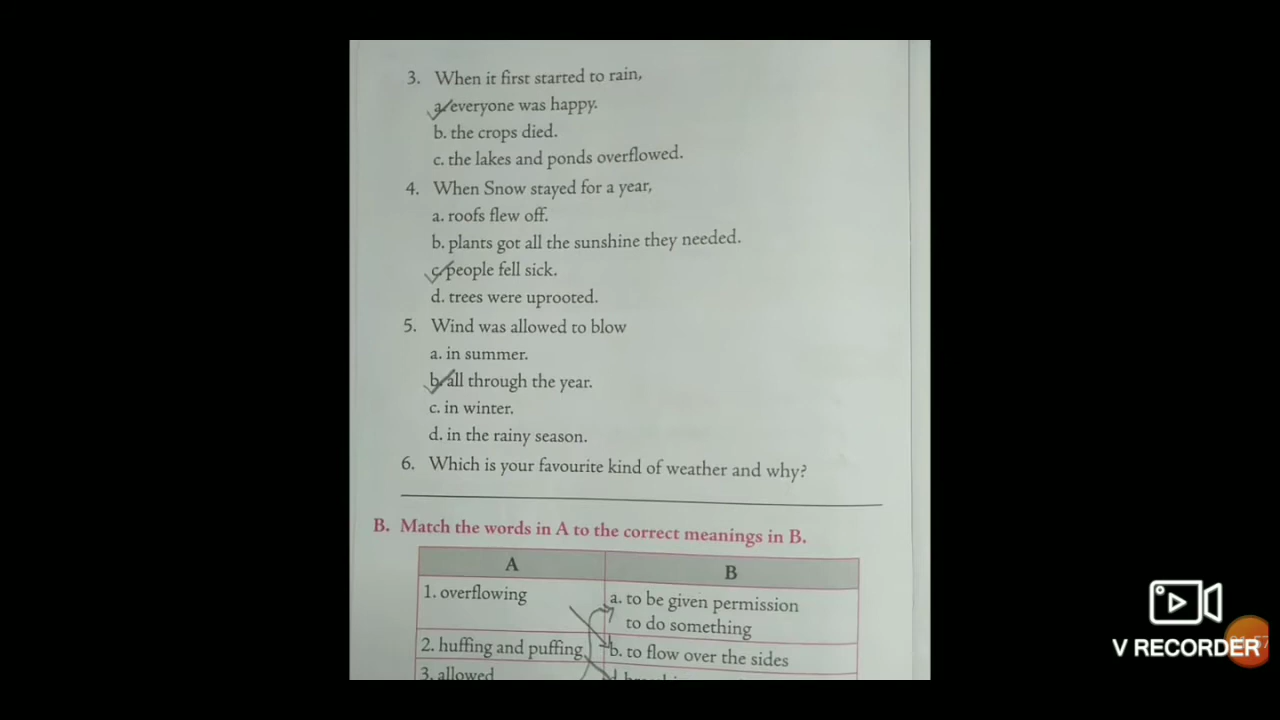 3. When it first started to rain,
a. everyone was happy.
b. the crops died.
c. the lakes and ponds overflowed.
4. When Snow stayed for a year,
a. roofs flew off.
b. plants got all the sunshine they needed.
c. people fell sick.
d. trees were uprooted.
5. Wind was allowed to blow
a. in summer.
b. all through the year.
c. in winter.
d. in the rainy season.
6. Which is your favourite kind of weather and why?
B. Match the words in A to the correct meanings in B.
A
B
1. overflowing
a. to be given permission
to do something
2. huffing and puffing
b. to flow over the sides
3. allowed
V RECORDER